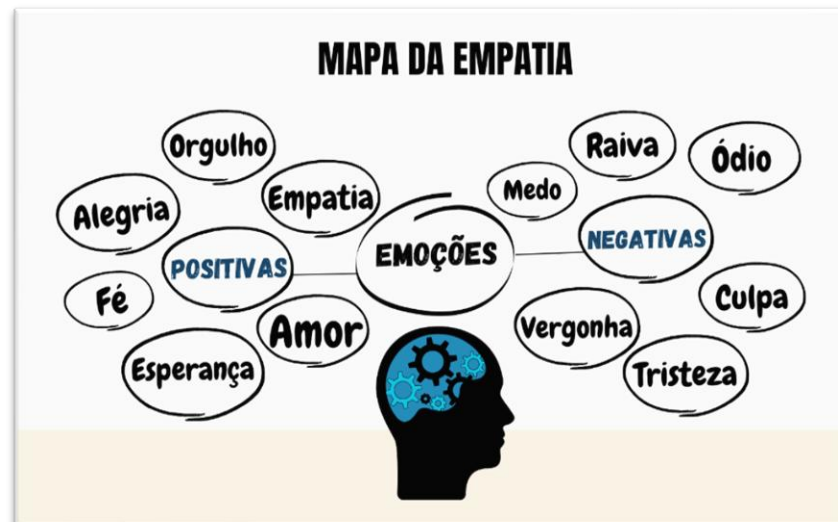 MAPA DA EMPATIA
Orgulho
Alegria
Empatia
POSITIVAS
Fé
Amor
Esperança
EMOÇÕES
Medo
Raiva
Ódio
NEGATIVAS
Culpa
Vergonha
Tristeza